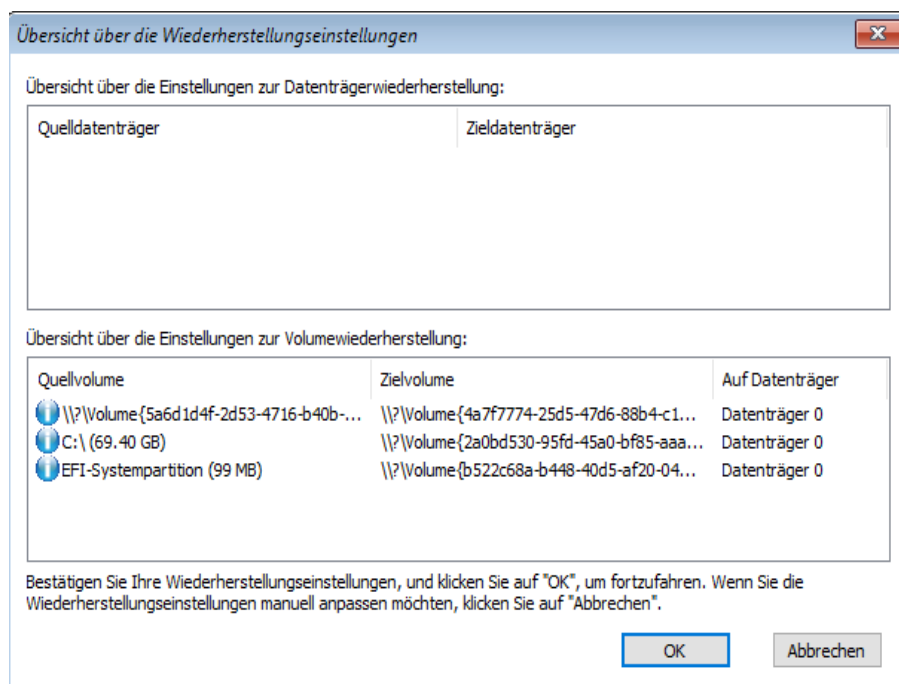 Übersicht über die Wiederherstellungseinstellungen
Übersicht über die Einstellungen zur Datenträgerwiederherstellung:
Quelldatenträger Zieldatenträger
Übersicht über die Einstellungen zur Volumewiederherstellung:
Quellvolume Zielvolume Auf Datenträger
\\?\Volume{5a6d1d4f-2d53-4716-b40b-... \\?\Volume{4a7f7774-25d5-47d6-88b4-c1... Datenträger 0
C:\ (69.40 GB) \\?\Volume{2a0bd530-95fd-45a0-bf85-aaa... Datenträger 0
EFI-Systempartition (99 MB) \\?\Volume{b522c68a-b448-40d5-af20-04... Datenträger 0
Bestätigen Sie Ihre Wiederherstellungseinstellungen, und klicken Sie auf "OK", um fortzufahren. Wenn Sie die
Wiederherstellungseinstellungen manuell anpassen möchten, klicken Sie auf "Abbrechen".
OK Abbrechen